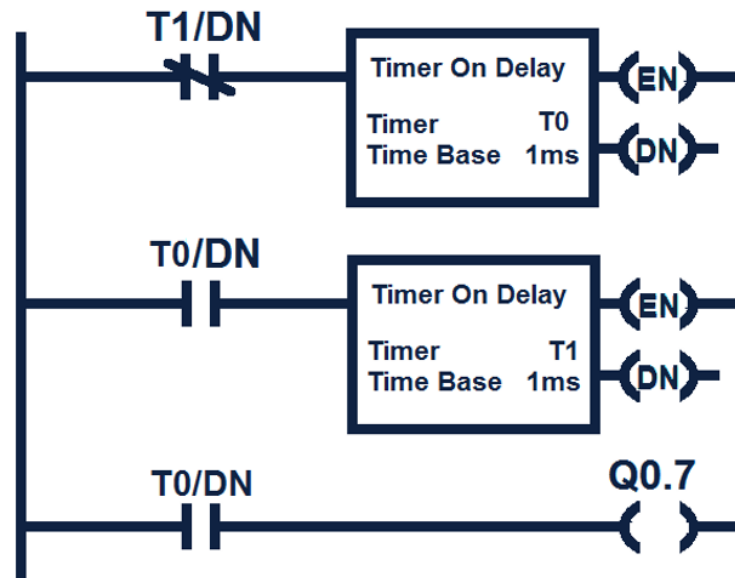 T1/DN
Timer On Delay
EN
Timer T0
Time Base 1ms
DN
T0/DN
Timer On Delay
EN
Timer T1
Time Base 1ms
DN
T0/DN
Q0.7